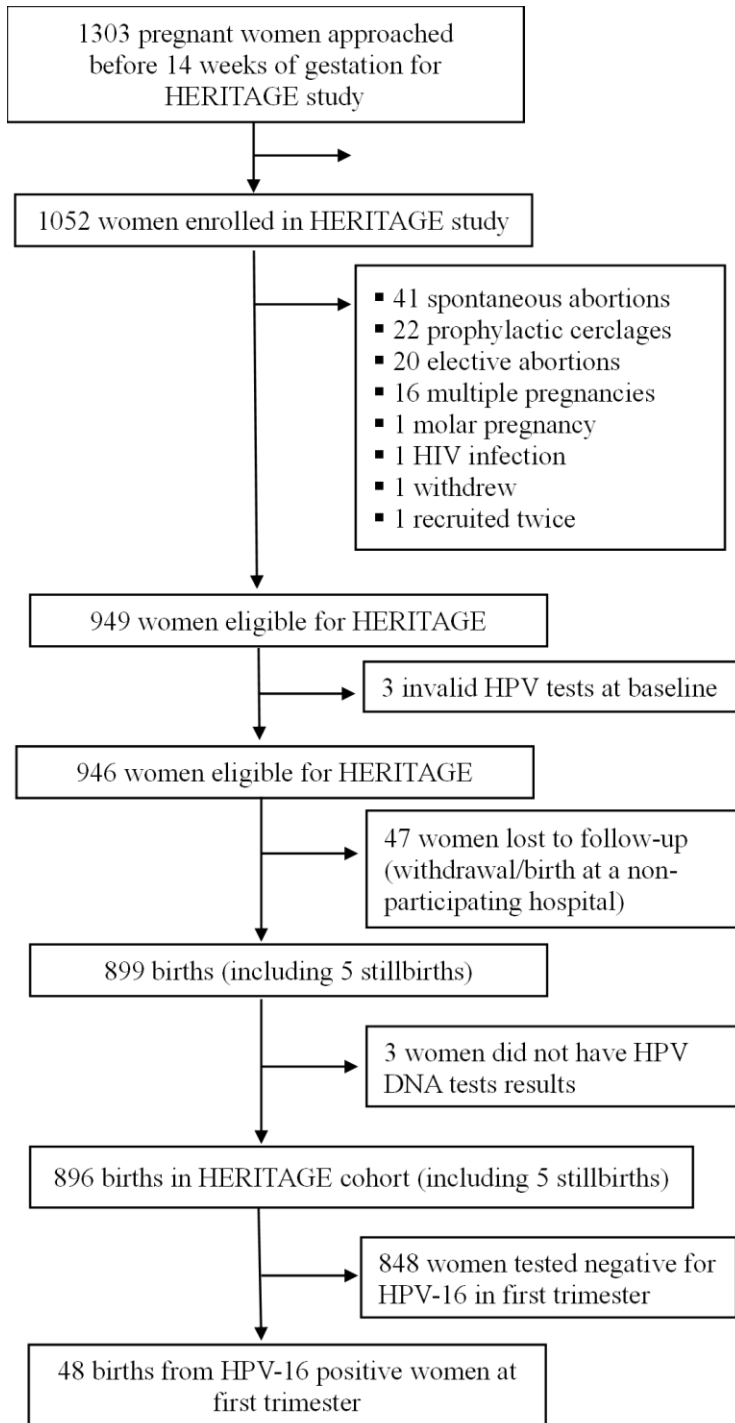 1303 pregnant women approached
before 14 weeks of gestation for
HERITAGE study
1052 women enrolled in HERITAGE study
▪ 41 spontaneous abortions
▪ 22 prophylactic cerclages
▪ 20 elective abortions
▪ 16 multiple pregnancies
▪ 1 molar pregnancy
▪ 1 HIV infection
▪ 1 withdrew
▪ 1 recruited twice
949 women eligible for HERITAGE
3 invalid HPV tests at baseline
946 women eligible for HERITAGE
47 women lost to follow-up
(withdrawal/birth at a non-
participating hospital)
899 births (including 5 stillbirths)
3 women did not have HPV
DNA tests results
896 births in HERITAGE cohort (including 5 stillbirths)
848 women tested negative for
HPV-16 in first trimester
48 births from HPV-16 positive women at
first trimester